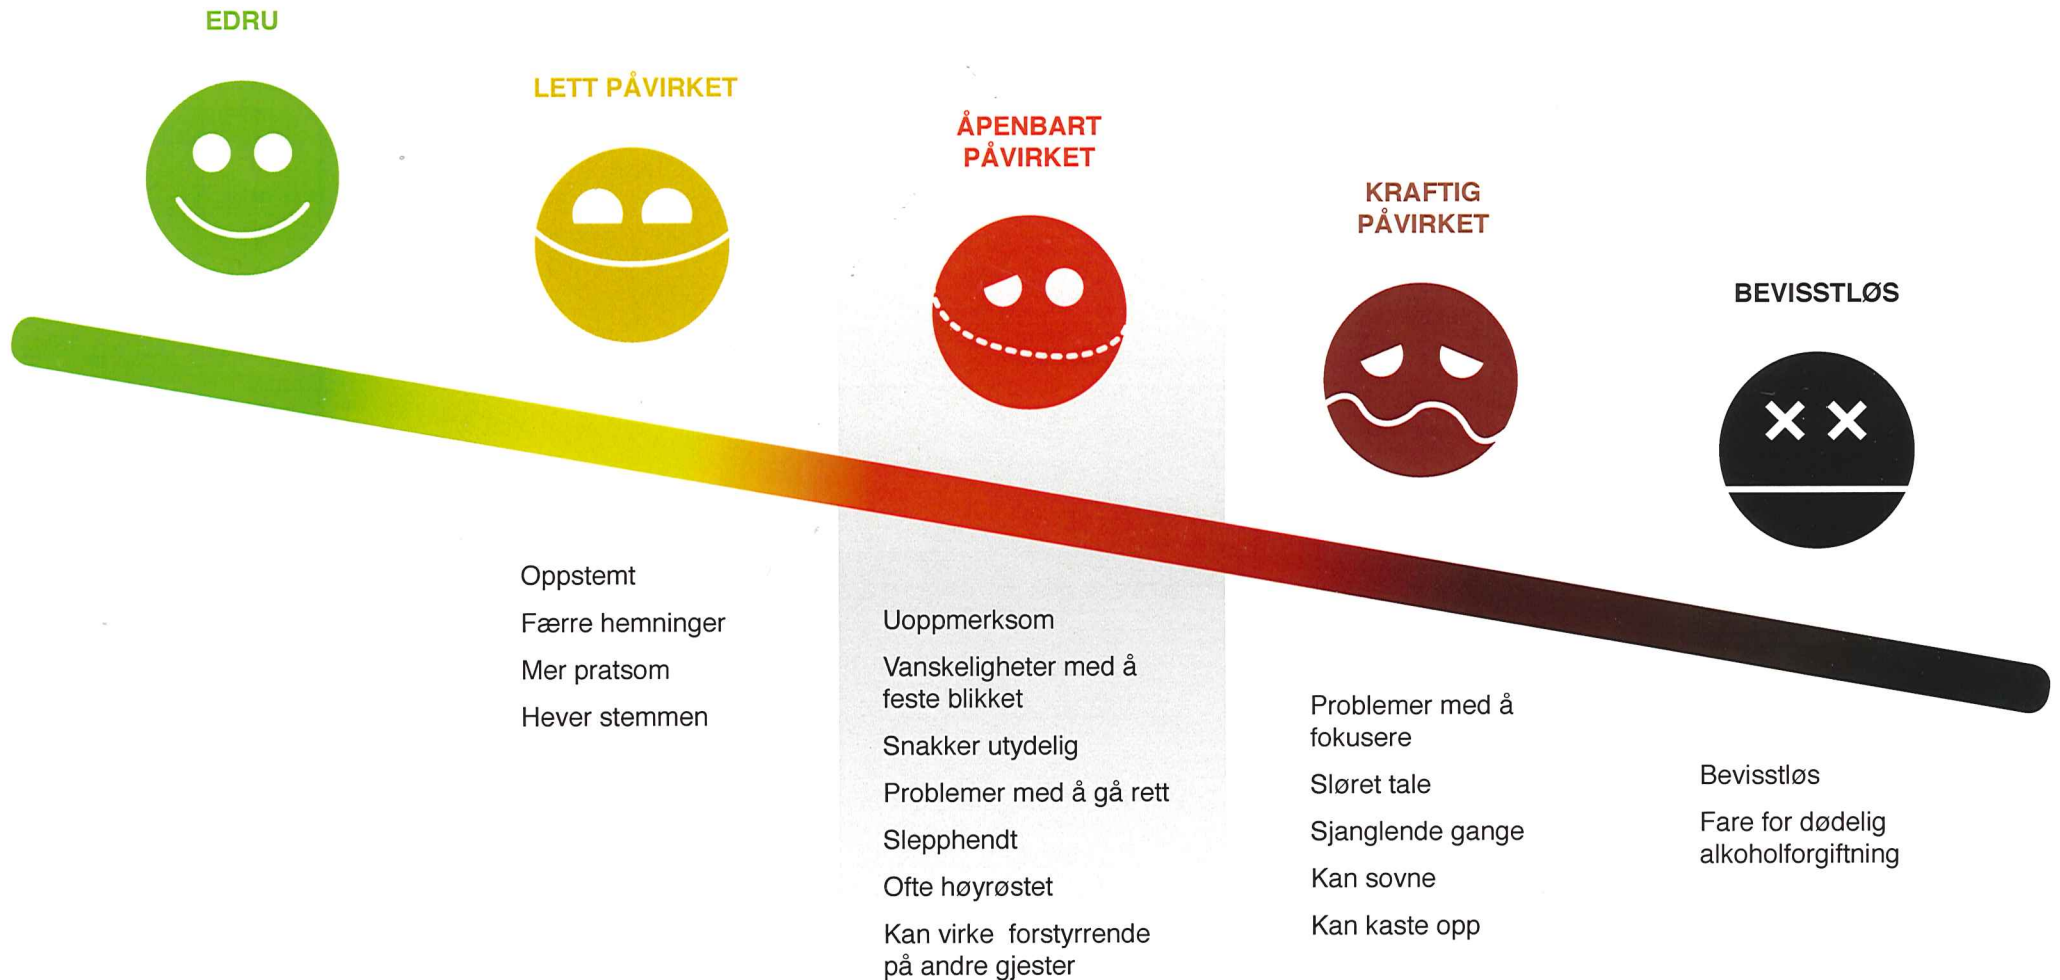 EDRU
LETT PÅVIRKET
ÅPENBART
PÅVIRKET
KRAFTIG
PÅVIRKET
BEVISSTLØS
Oppstemt
Færre hemninger
Mer pratsom
Hever stemmen
Uoppmerksom
Vanskeligheter med å
feste blikket
Snakker utydelig
Problemer med å gå rett
Slepphendt
Ofte høyrøstet
Kan virke forstyrrende
på andre gjester
Problemer med å
fokusere
Sløret tale
Sjanglende gange
Kan sovne
Kan kaste opp
Bevisstløs
Fare for dødelig
alkoholforgiftning